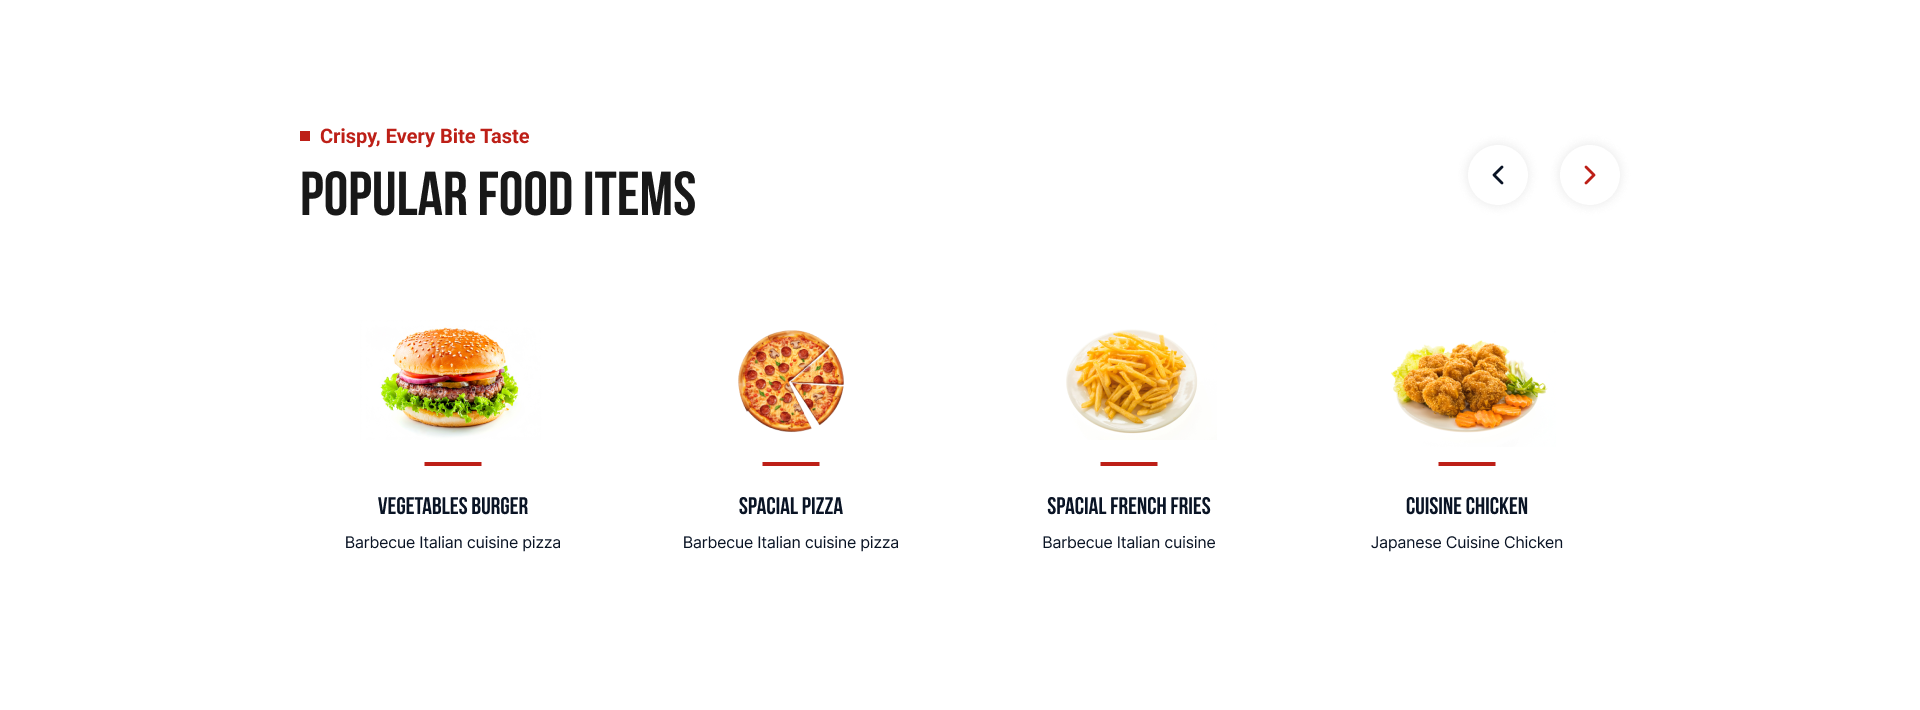 Crispy, Every Bite Taste
POPULAR FOOD ITEMS
VEGETABLES BURGER
Barbecue Italian cuisine pizza
SPACIAL PIZZA
Barbecue Italian cuisine pizza
SPACIAL FRENCH FRIES
Barbecue Italian cuisine
CUISINE CHICKEN
Japanese Cuisine Chicken